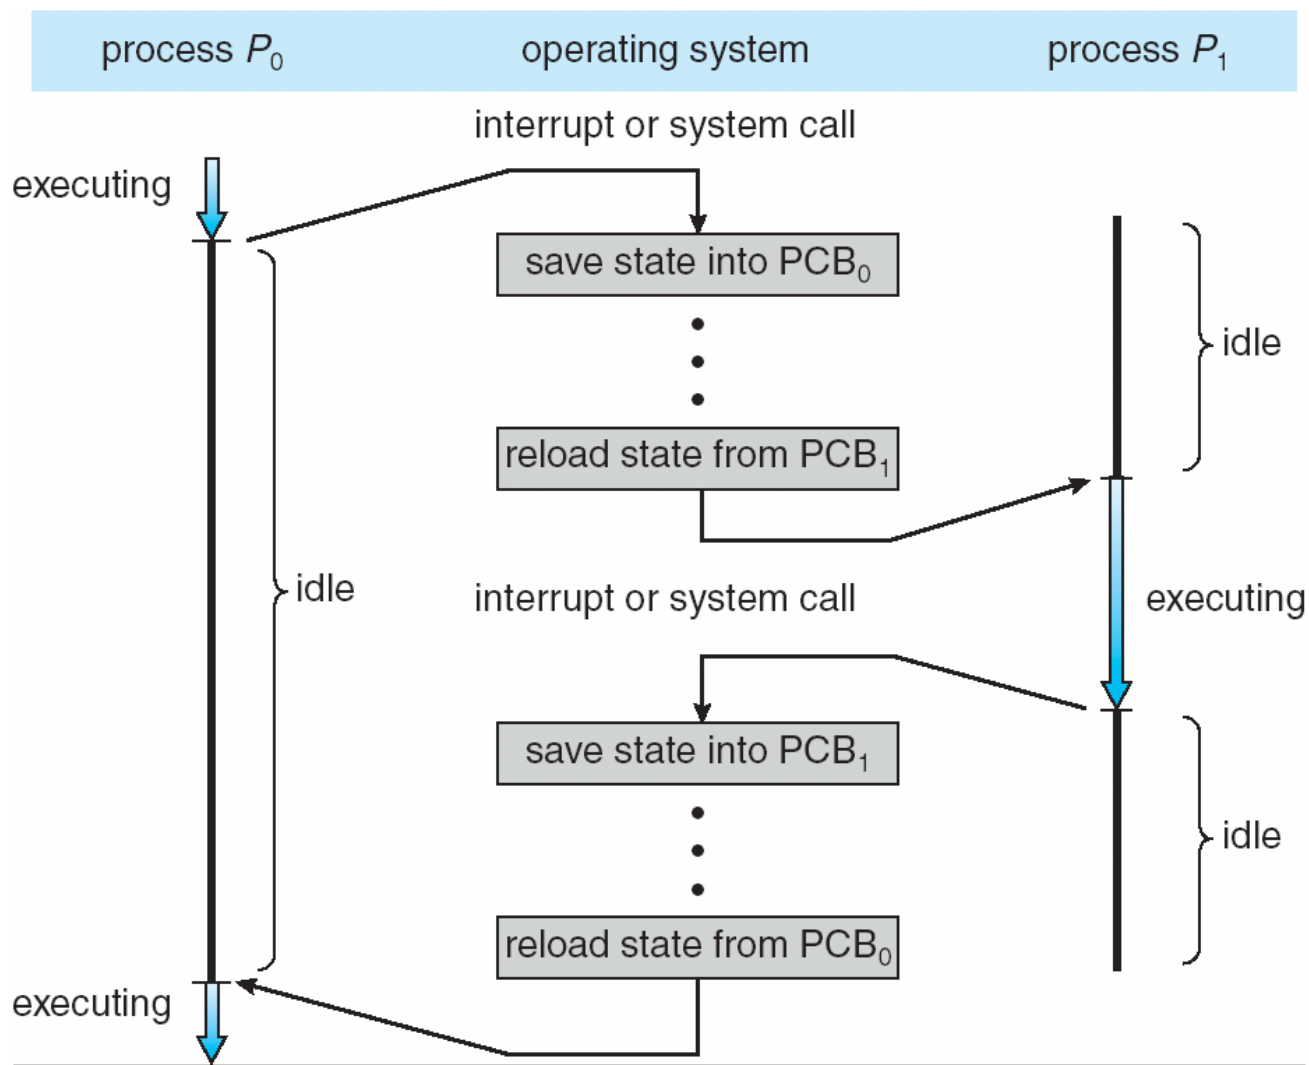 process P₀
operating system
process P₁
interrupt or system call
executing
save state into PCB₀
idle
reload state from PCB₁
idle
interrupt or system call
executing
save state into PCB₁
idle
reload state from PCB₀
executing